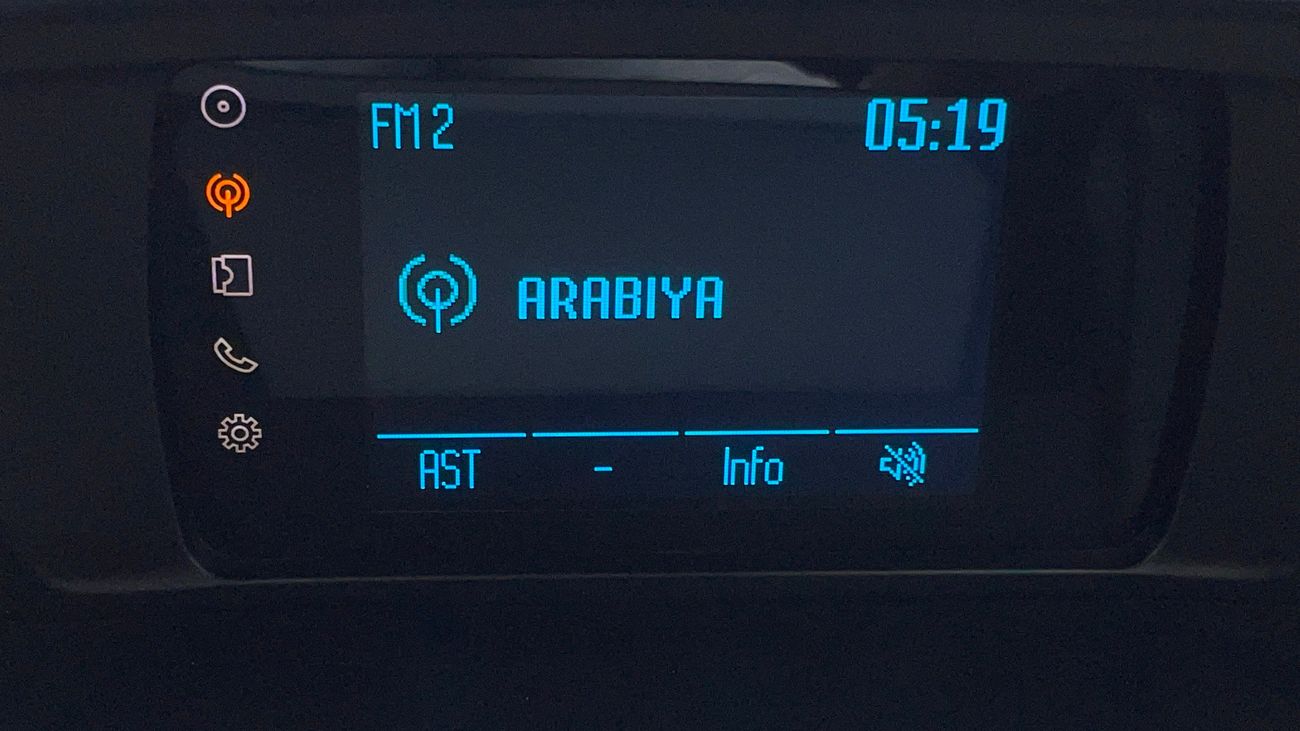 FM 2 05:19
ARABIYA
AST - Info